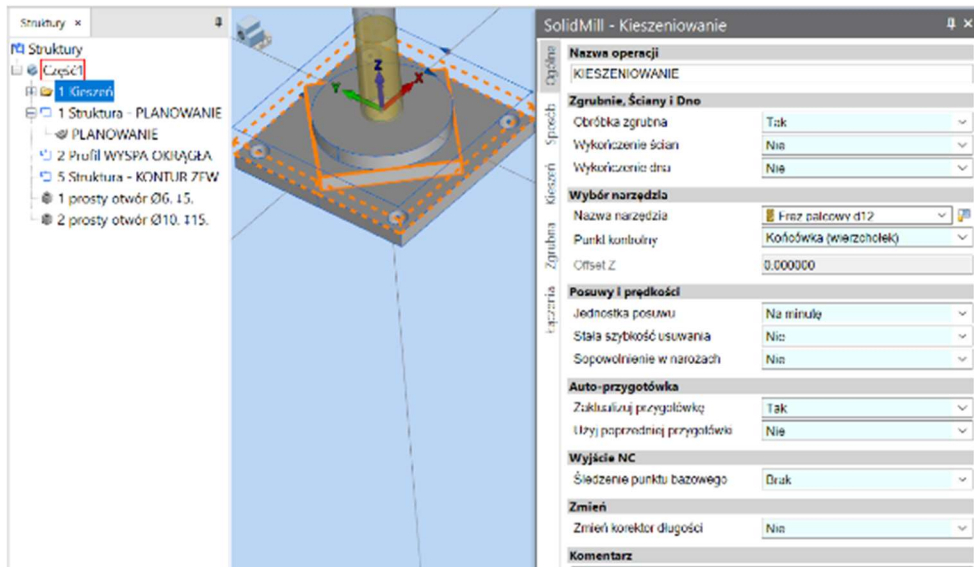 Struktury ×
Struktury
Część1
1 Kieszeń
1 Struktura - PLANOWANIE
PLANOWANIE
2 Profil WYSPA OKRĄGŁA
5 Struktura - KONTUR ZEW
1 prosty otwór Ø6. ↧5.
2 prosty otwór Ø10. ↧15.
Z
X
Y
SolidMill - Kieszeniowanie
Ogólne
Sposób
Kieszeń
Zgrubna
Łączenia
Nazwa operacji
KIESZENIOWANIE
Zgrubnie, Ściany i Dno
Obróbka zgrubna Tak
Wykończenie ścian Nie
Wykończenie dna Nie
Wybór narzędzia
Nazwa narzędzia Frez palcowy d12
Punkt kontrolny Końcówka (wierzchołek)
Offset Z 0.000000
Posuwy i prędkości
Jednostka posuwu Na minulę
Stała szybkość usuwania Nie
Sopowolnienie w narożach Nie
Auto-przygotówka
Zaktualizuj przygotówkę Tak
Użyj poprzedniej przygotówki Nie
Wyjście NC
Śledzenie punktu bazowego Brak
Zmień
Zmień korektor długości Nie
Komentarz